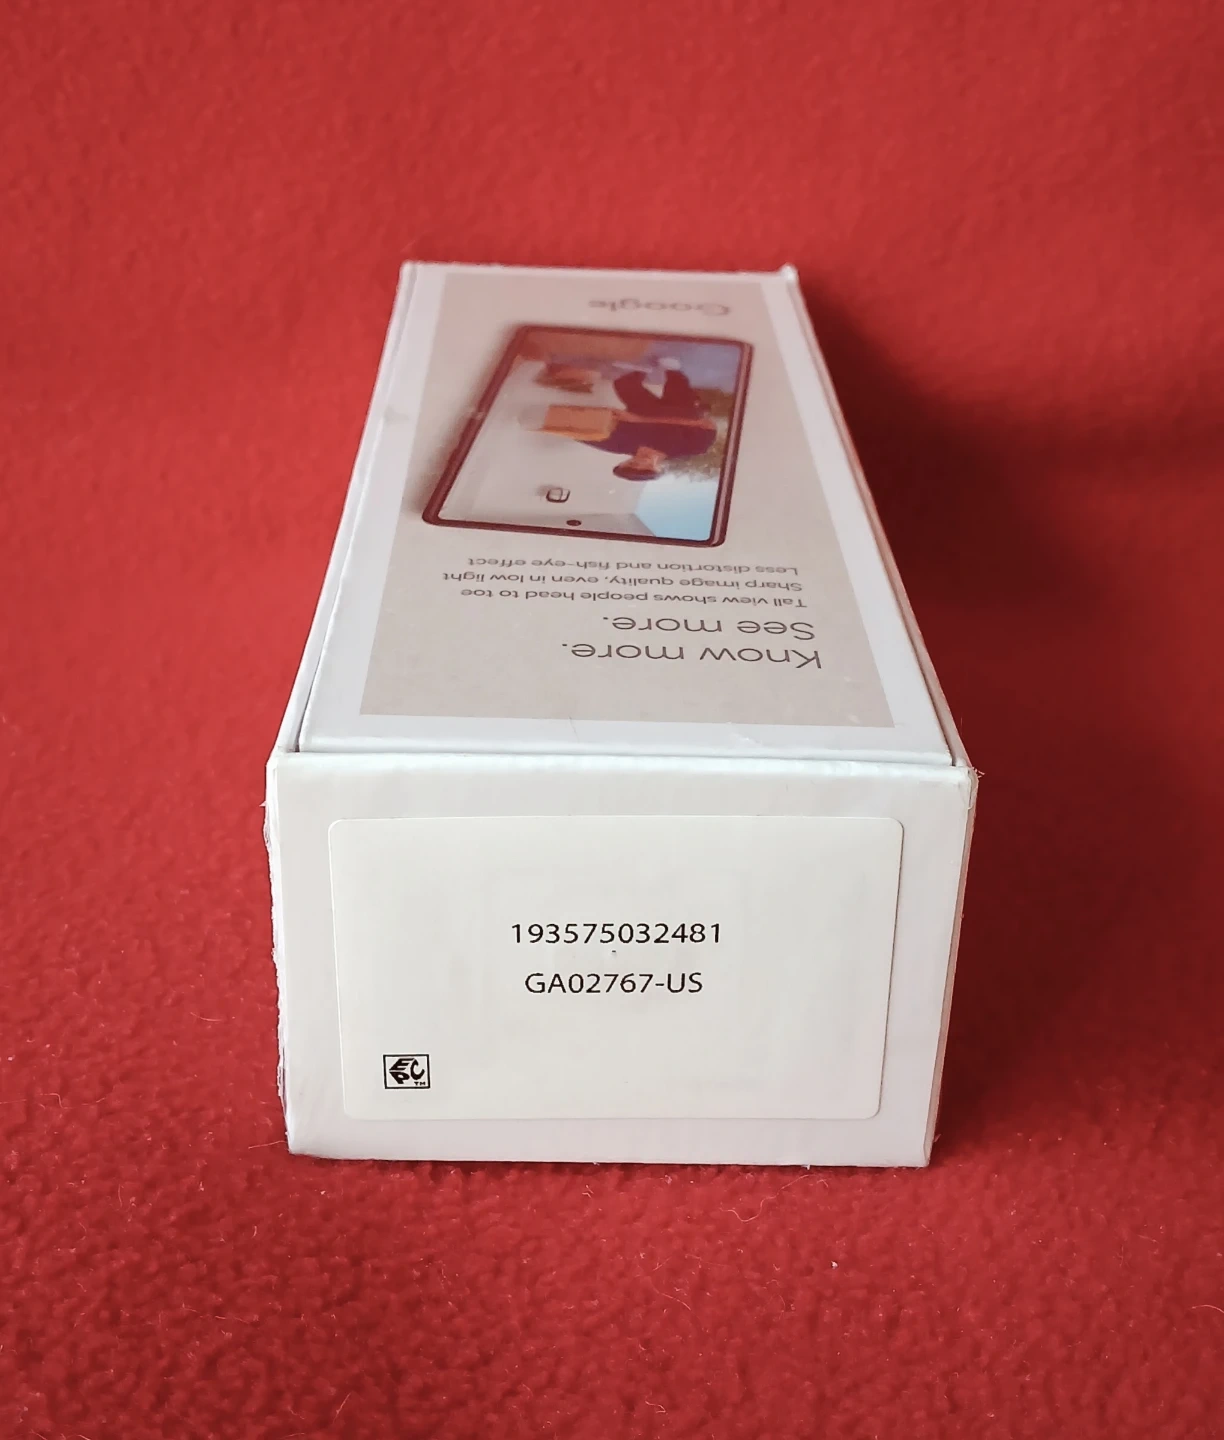 Google
Know more.
See more.
Tall view shows people head to toe
Sharp image quality, even in low light
Less distortion and fish-eye effect
193575032481
GA02767-US
EPC™